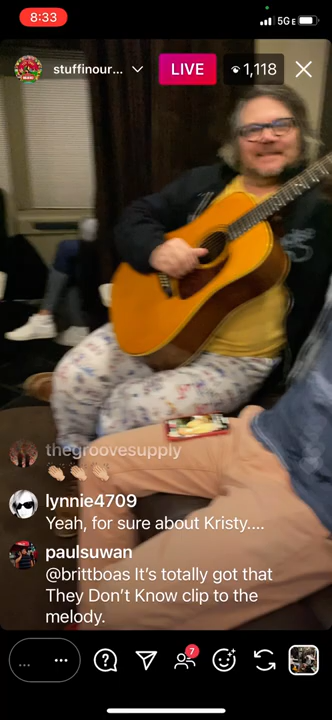 8:33
5GE
stuffinour...
LIVE
1,118
thegroovesupply
lynnie4709
Yeah, for sure about Kristy....
paulsuwan
@brittboas It's totally got that
They Don't Know clip to the
melody.
...
7